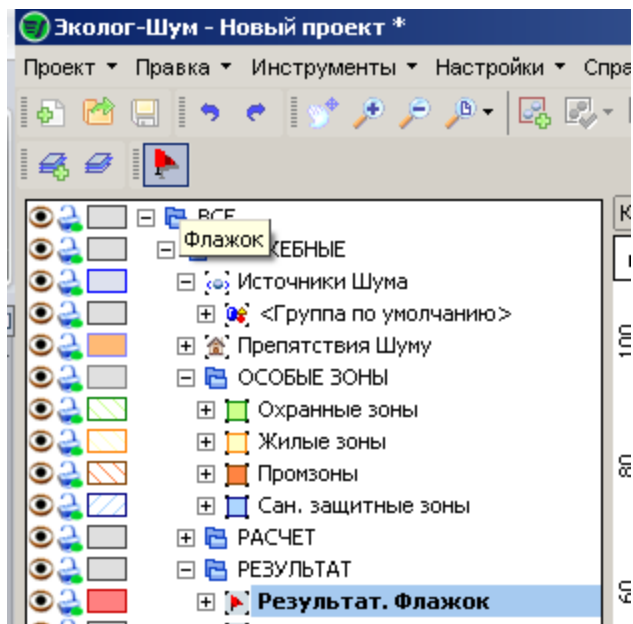 Эколог-Шум - Новый проект *
Проект Правка Инструменты Настройки Спра
ВСЕ
Флажок
ЖЕБНЫЕ
Источники Шума
<Группа по умолчанию>
Препятствия Шуму
ОСОБЫЕ ЗОНЫ
Охранные зоны
Жилые зоны
Промзоны
Сан. защитные зоны
РАСЧЕТ
РЕЗУЛЬТАТ
Результат. Флажок
К
100
80
60